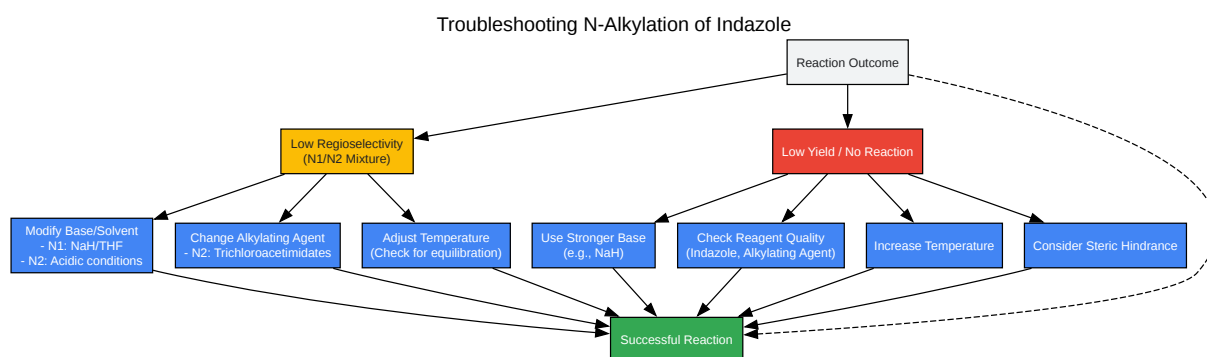 Troubleshooting N-Alkylation of Indazole
Reaction Outcome
Low Regioselectivity
(N1/N2 Mixture)
Low Yield / No Reaction
Modify Base/Solvent
- N1: NaH/THF
- N2: Acidic conditions
Change Alkylating Agent
- N2: Trichloroacetimidates
Adjust Temperature
(Check for equilibration)
Use Stronger Base
(e.g., NaH)
Check Reagent Quality
(Indazole, Alkylating Agent)
Increase Temperature
Consider Steric Hindrance
Successful Reaction